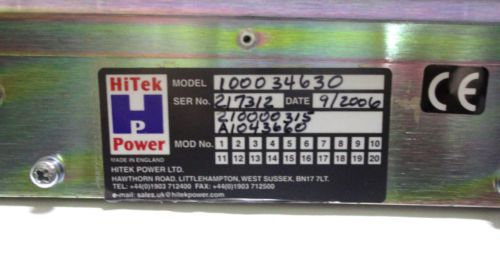 HiTek
HP
Power
MADE IN ENGLAND
MODEL 100034630
SER No. 217312 DATE 9/2006
210000315
A1043660
MOD No. 1 2 3 4 5 6 7 8 9 10
11 12 13 14 15 16 17 18 19 20
HITEK POWER LTD.
HAWTHORN ROAD, LITTLEHAMPTON, WEST SUSSEX, BN17 7LT.
TEL: +44(0)1903 712400 FAX: +44(0)1903 712500
e-mail: sales.uk@hitekpower.com
CE